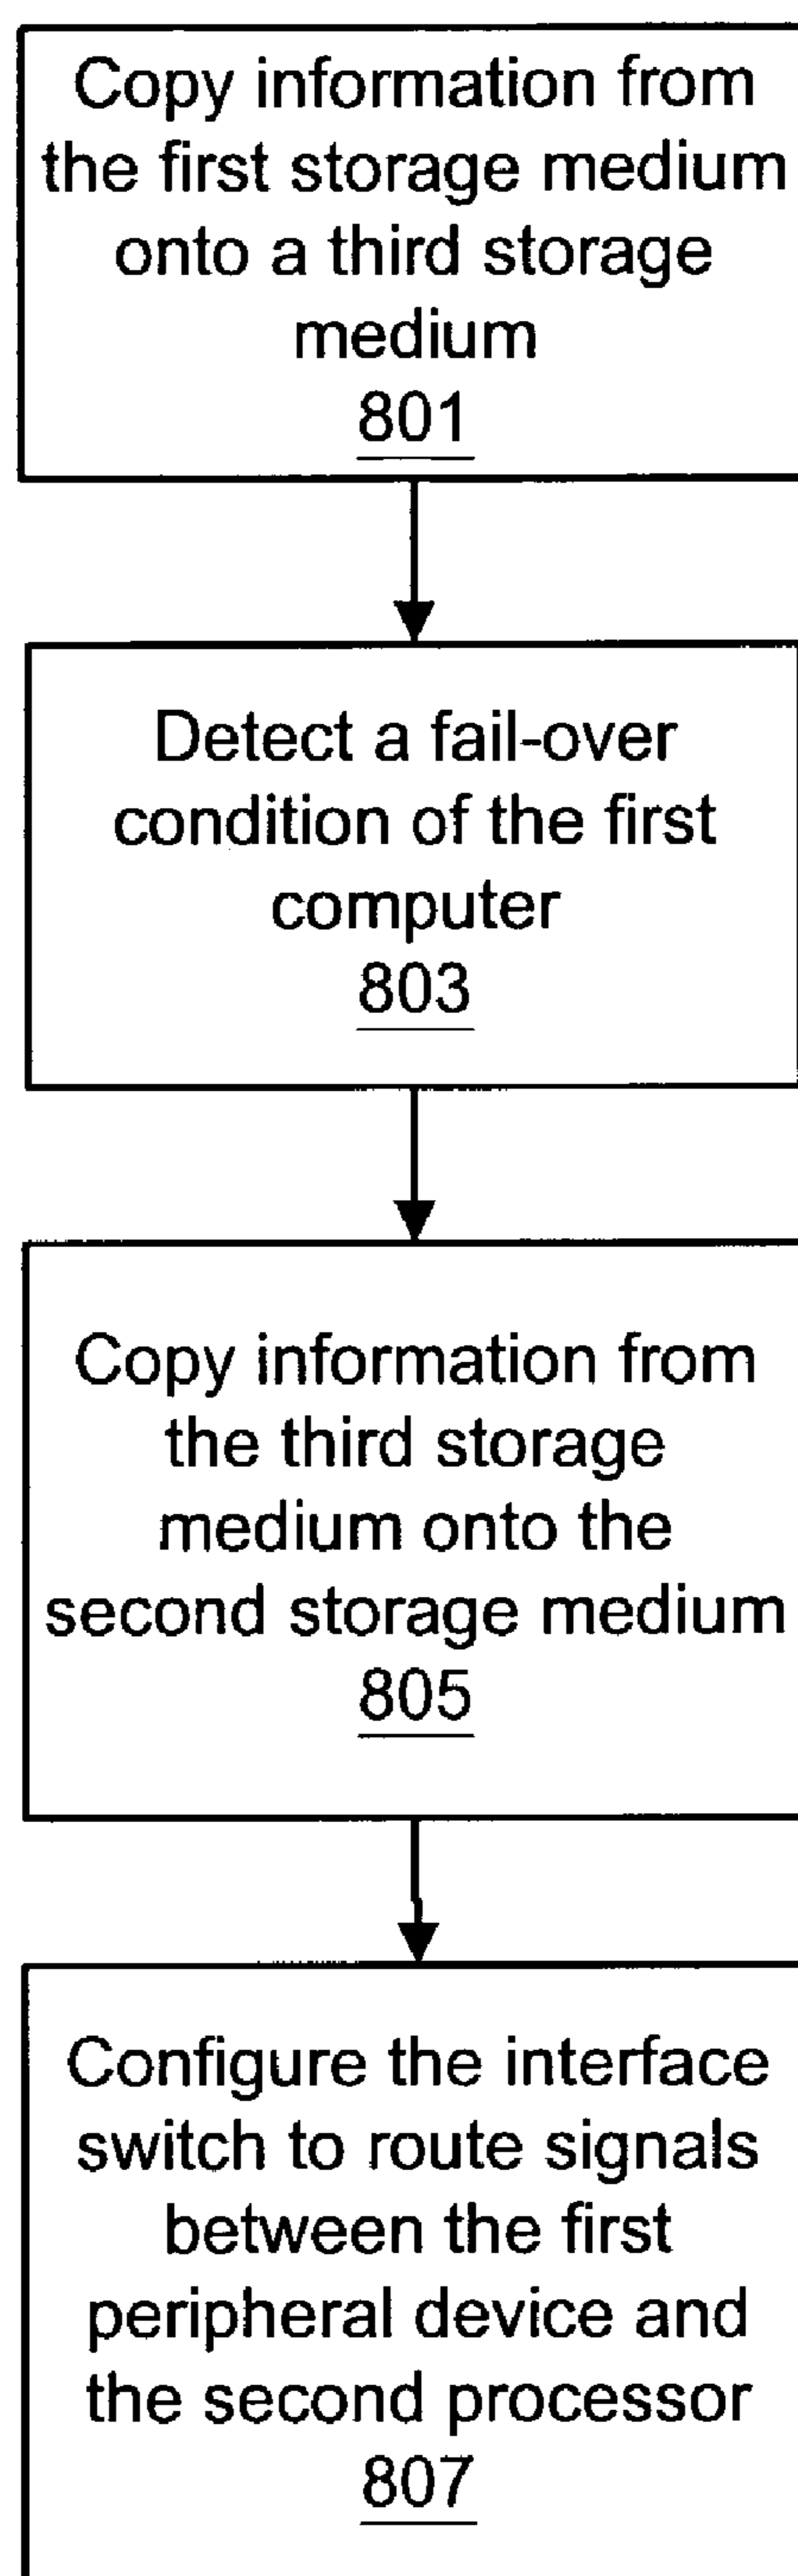 Copy information from
the first storage medium
onto a third storage
medium
801
Detect a fail-over
condition of the first
computer
803
Copy information from
the third storage
medium onto the
second storage medium
805
Configure the interface
switch to route signals
between the first
peripheral device and
the second processor
807